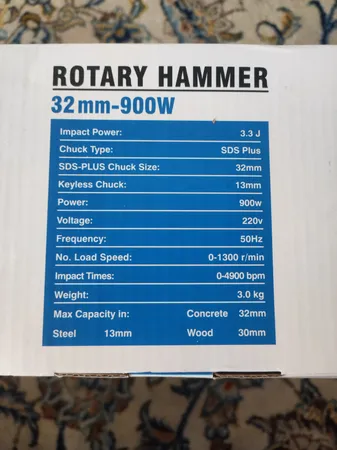 ROTARY HAMMER
32mm-900W
Impact Power: 3.3 J
Chuck Type: SDS Plus
SDS-PLUS Chuck Size: 32mm
Keyless Chuck: 13mm
Power: 900w
Voltage: 220v
Frequency: 50Hz
No. Load Speed: 0-1300 r/min
Impact Times: 0-4900 bpm
Weight: 3.0 kg
Max Capacity in: Concrete 32mm
Steel 13mm Wood 30mm